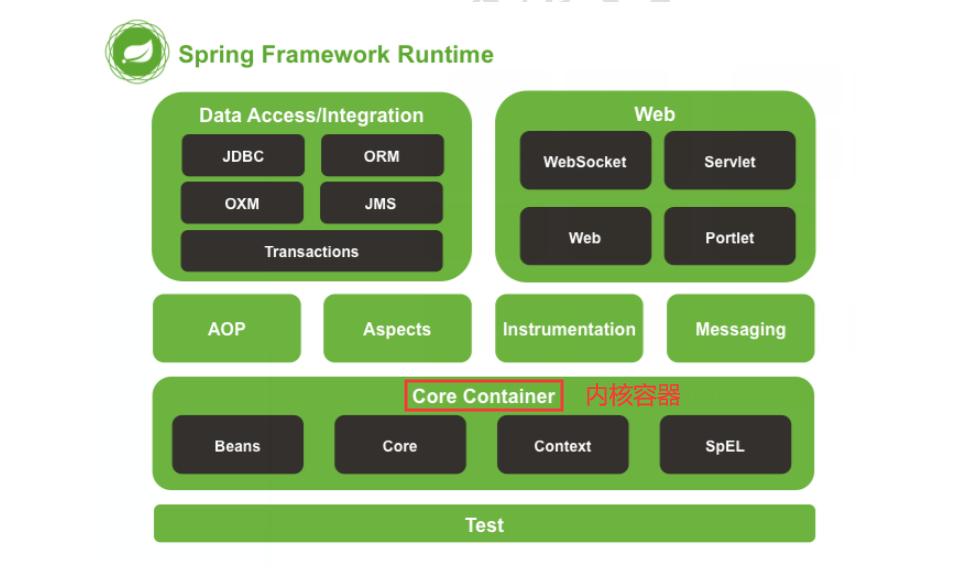 Spring Framework Runtime
Data Access/Integration
JDBC
ORM
OXM
JMS
Transactions
Web
WebSocket
Servlet
Web
Portlet
AOP
Aspects
Instrumentation
Messaging
Core Container 内核容器
Beans
Core
Context
SpEL
Test